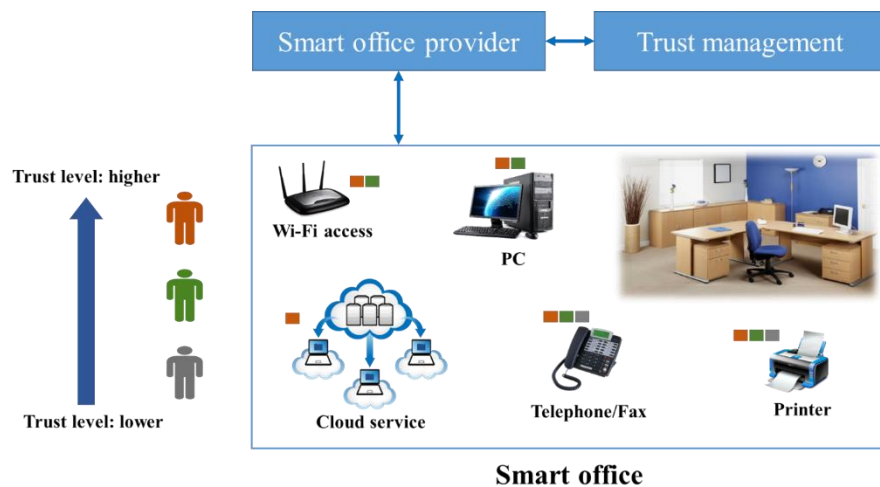 Smart office provider
Trust management
Trust level: higher
Wi-Fi access
PC
Cloud service
Telephone/Fax
Printer
Trust level: lower
Smart office